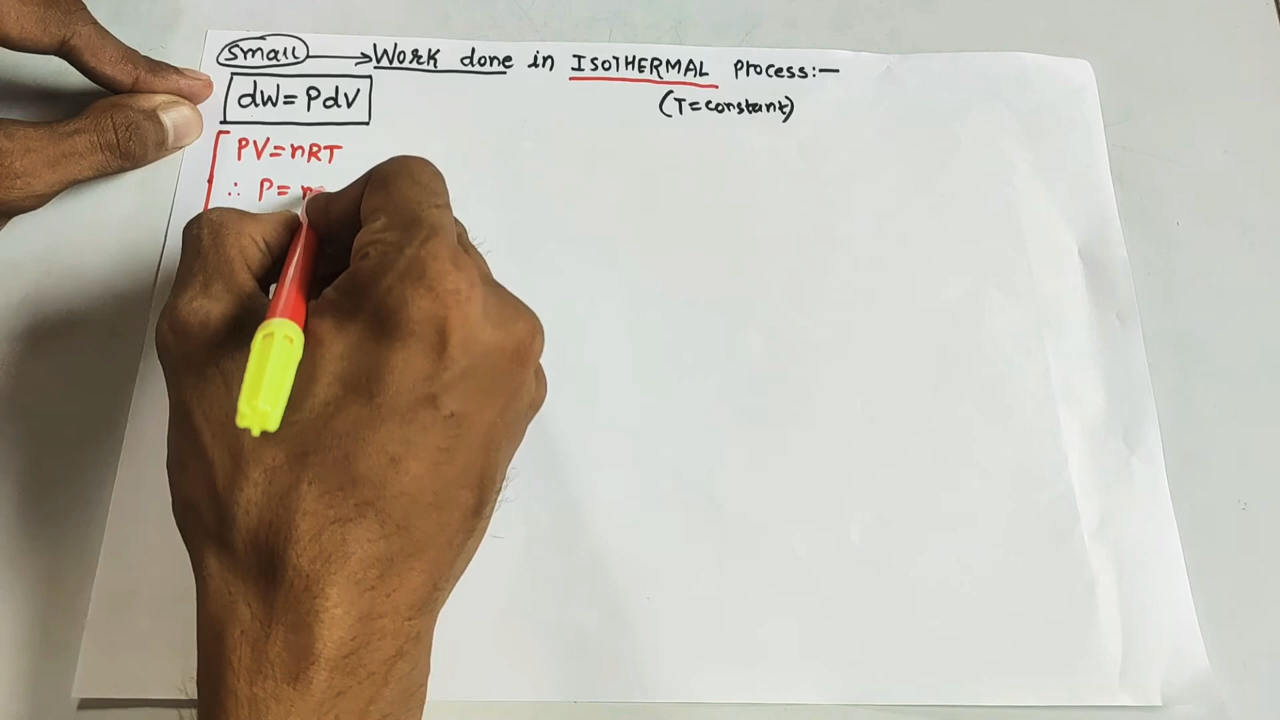 small → Work done in ISOTHERMAL Process:-
(T=constant)
dW=PdV
PV=nRT
∴ P=